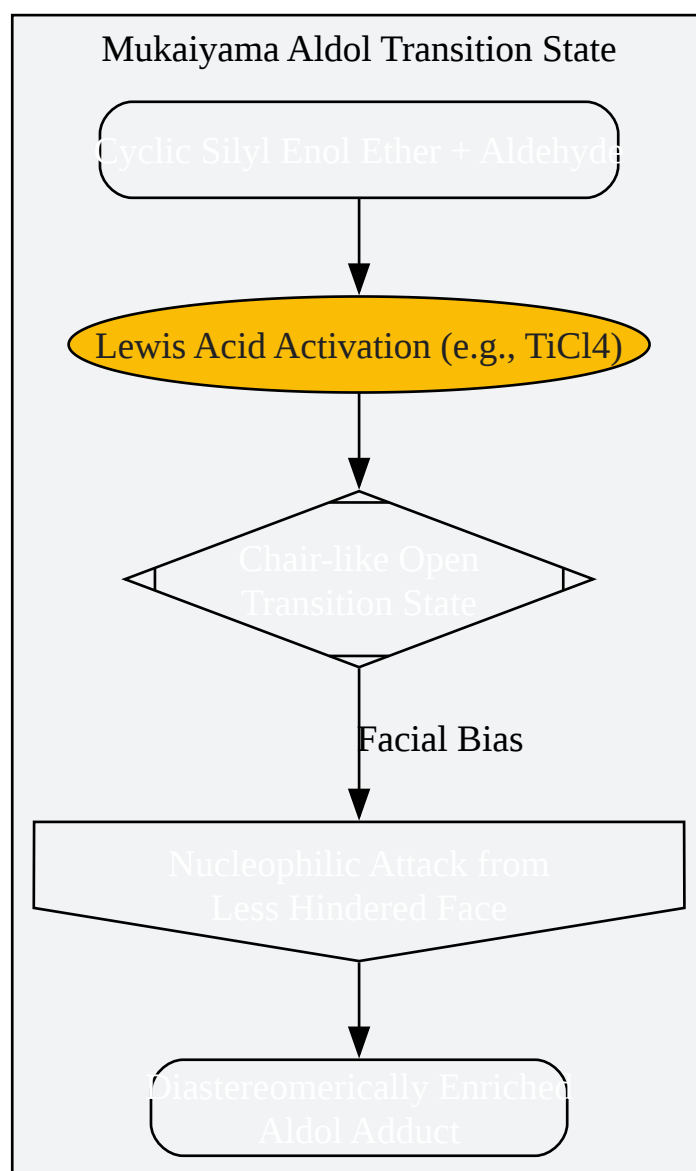 Mukaiyama Aldol Transition State
Cyclic Silyl Enol Ether + Aldehyde
Lewis Acid Activation (e.g., TiCl4)
Chair-like Open
Transition State
Facial Bias
Nucleophilic Attack from
Less Hindered Face
Diastereomerically Enriched
Aldol Adduct